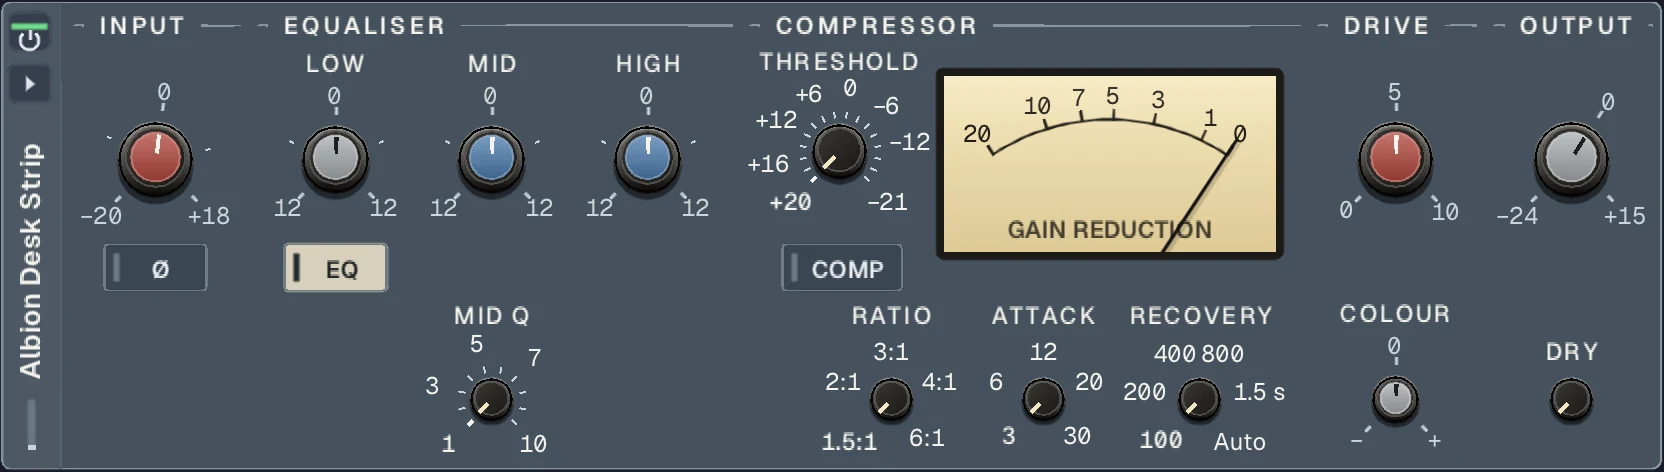 Albion Desk Strip
INPUT
0
−20
+18
Ø
EQUALISER
LOW
0
12
12
MID
0
12
12
HIGH
0
12
12
EQ
MID Q
1
3
5
7
10
COMPRESSOR
THRESHOLD
+20
+16
+12
+6
0
−6
−12
−21
20
10
7
5
3
1
0
GAIN REDUCTION
COMP
RATIO
1.5:1
2:1
3:1
4:1
6:1
ATTACK
3
6
12
20
30
RECOVERY
100
200
400
800
1.5 s
Auto
DRIVE
5
0
10
COLOUR
0
−
+
OUTPUT
0
−24
+15
DRY